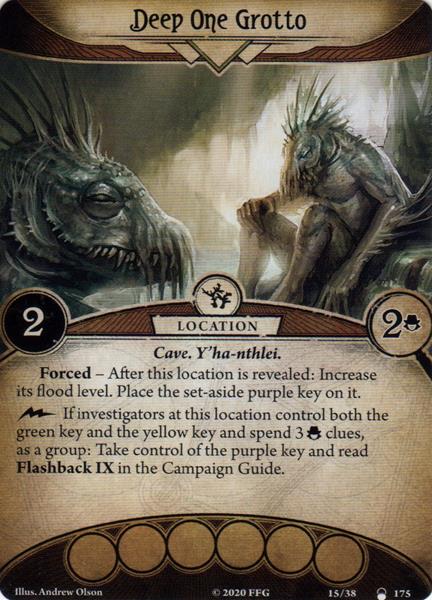 Deep One Grotto
2
LOCATION
2
Cave. Y'ha-nthlei.
Forced – After this location is revealed: Increase
its flood level. Place the set-aside purple key on it.
If investigators at this location control both the
green key and the yellow key and spend 3 clues,
as a group: Take control of the purple key and read
Flashback IX in the Campaign Guide.
Illus. Andrew Olson
© 2020 FFG
15/38
175